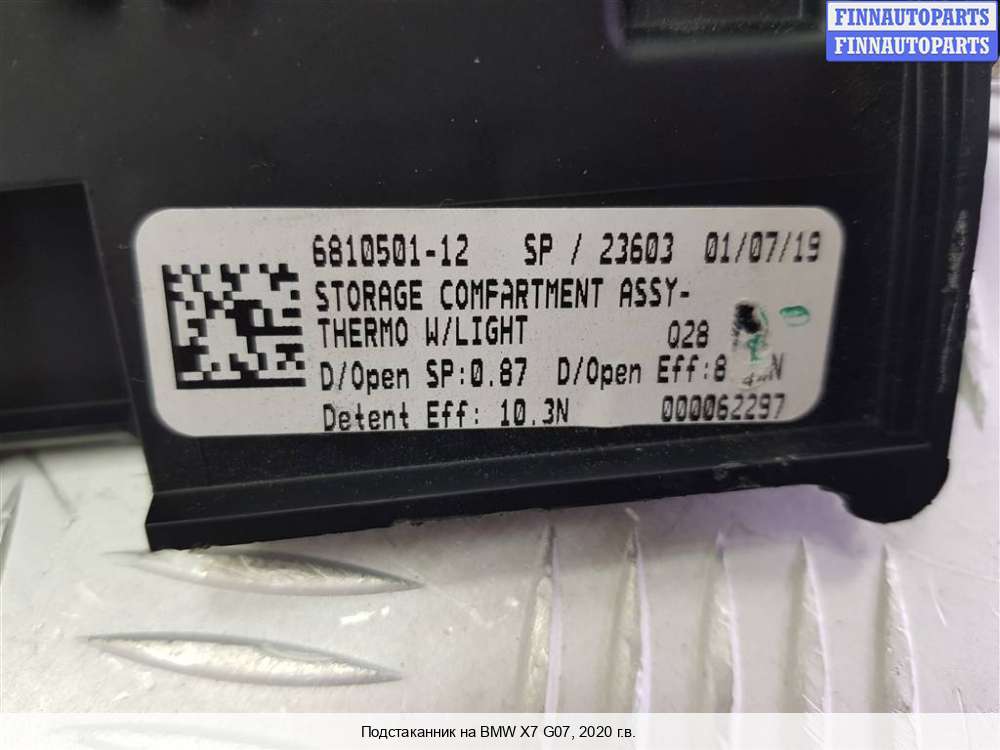 FINNAUTOPARTS
FINNAUTOPARTS
6810501-12 SP / 23603 01/07/19
STORAGE COMPARTMENT ASSY-
THERMO W/LIGHT Q28
D/Open SP:0.87 D/Open Eff:8
Detent Eff: 10.3N 000062297
Подстаканник на BMW X7 G07, 2020 г.в.